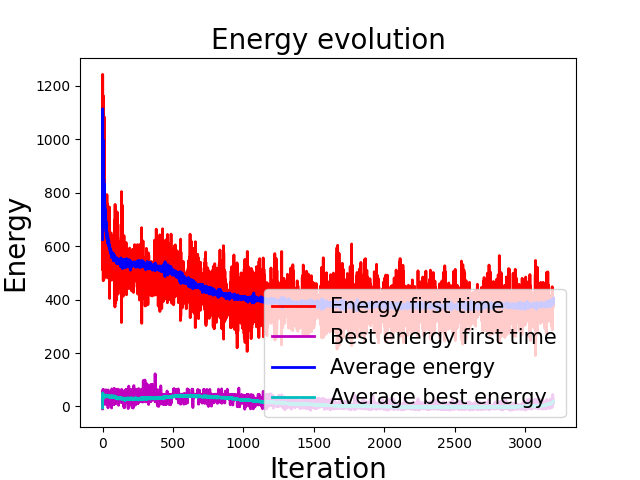 Energy evolution
Energy
1200
1000
800
600
400
200
0
Energy first time
Best energy first time
Average energy
Average best energy
0 500 1000 1500 2000 2500 3000
Iteration